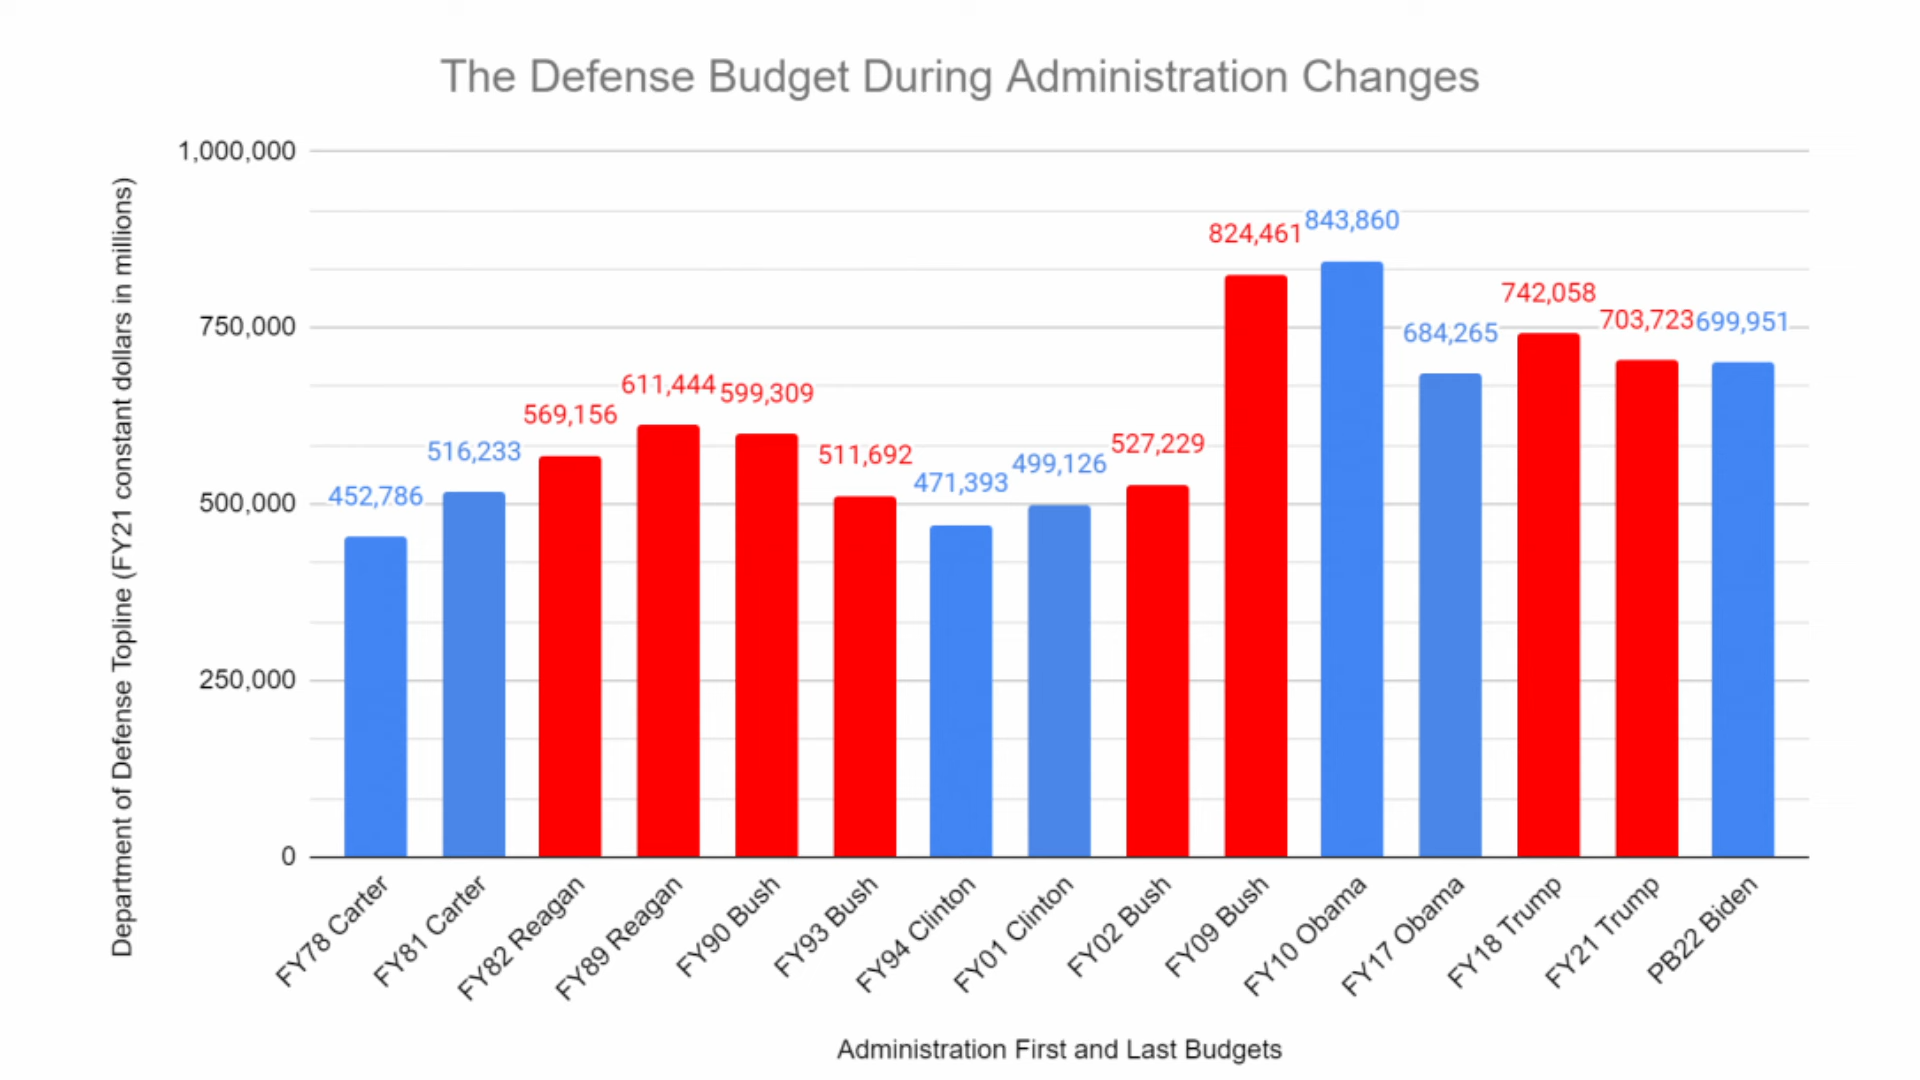 The Defense Budget During Administration Changes
Department of Defense Topline (FY21 constant dollars in millions)
1,000,000
750,000
500,000
250,000
0
452,786
516,233
569,156
611,444
599,309
511,692
471,393
499,126
527,229
824,461
843,860
684,265
742,058
703,723
699,951
FY78 Carter
FY81 Carter
FY82 Reagan
FY89 Reagan
FY90 Bush
FY93 Bush
FY94 Clinton
FY01 Clinton
FY02 Bush
FY09 Bush
FY10 Obama
FY17 Obama
FY18 Trump
FY21 Trump
PB22 Biden
Administration First and Last Budgets